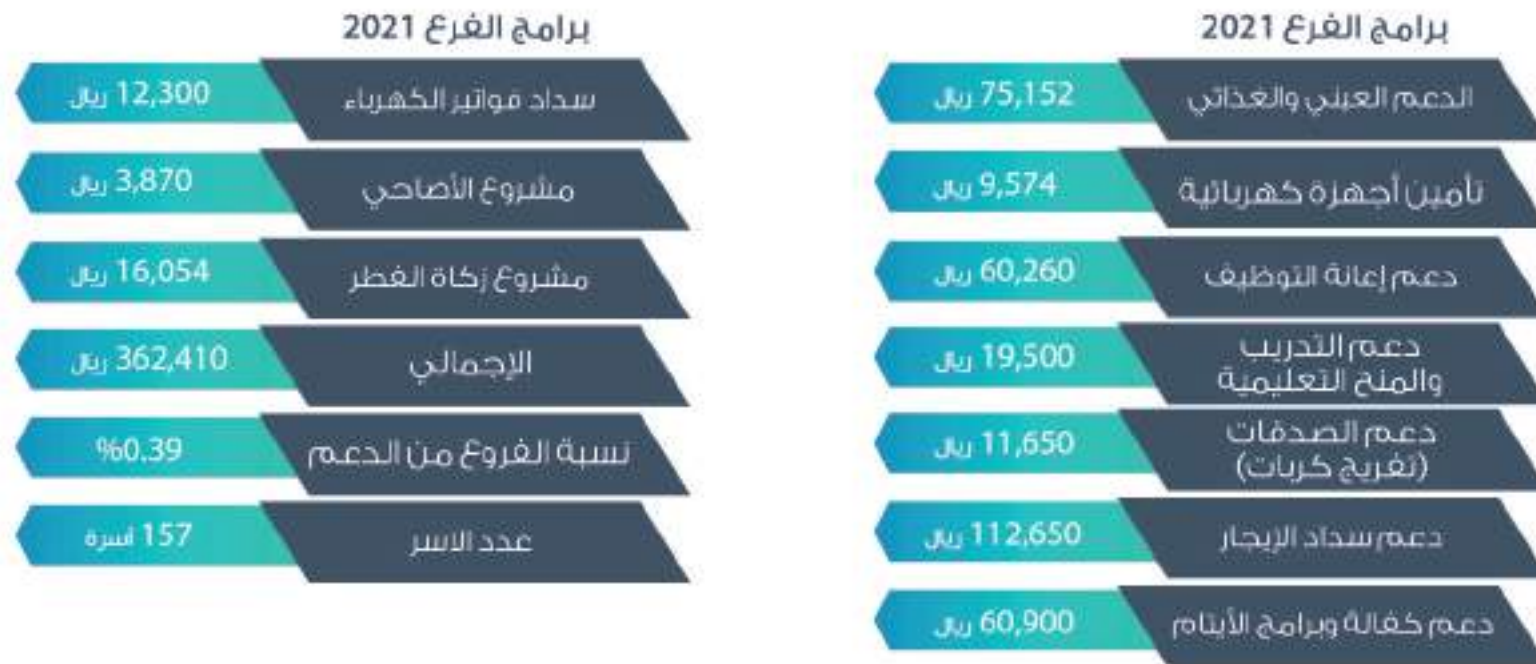 برامج الفرع 2021
الدعم العيني والغذائي
75,152 ريال
تأمين أجهزة كهربائية
9,574 ريال
دعم إعانة التوظيف
60,260 ريال
دعم التدريب
والمنح التعليمية
19,500 ريال
دعم الصدقات
(تفريج كربات)
11,650 ريال
دعم سداد الإيجار
112,650 ريال
دعم كفالة وبرامج الأيتام
60,900 ريال
برامج الفرع 2021
سداد فواتير الكهرباء
12,300 ريال
مشروع الأضاحي
3,870 ريال
مشروع زكاة الفطر
16,054 ريال
الإجمالي
362,410 ريال
نسبة الفروع من الدعم
%0.39
عدد الاسر
157 أسرة